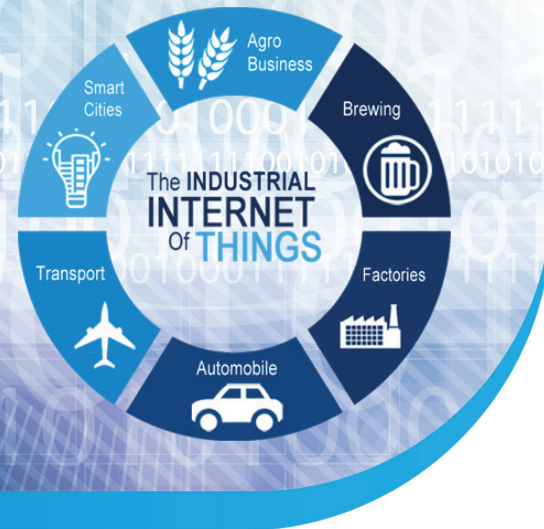 Agro
Business
Brewing
Factories
Automobile
Transport
Smart
Cities
The INDUSTRIAL
INTERNET
Of THINGS